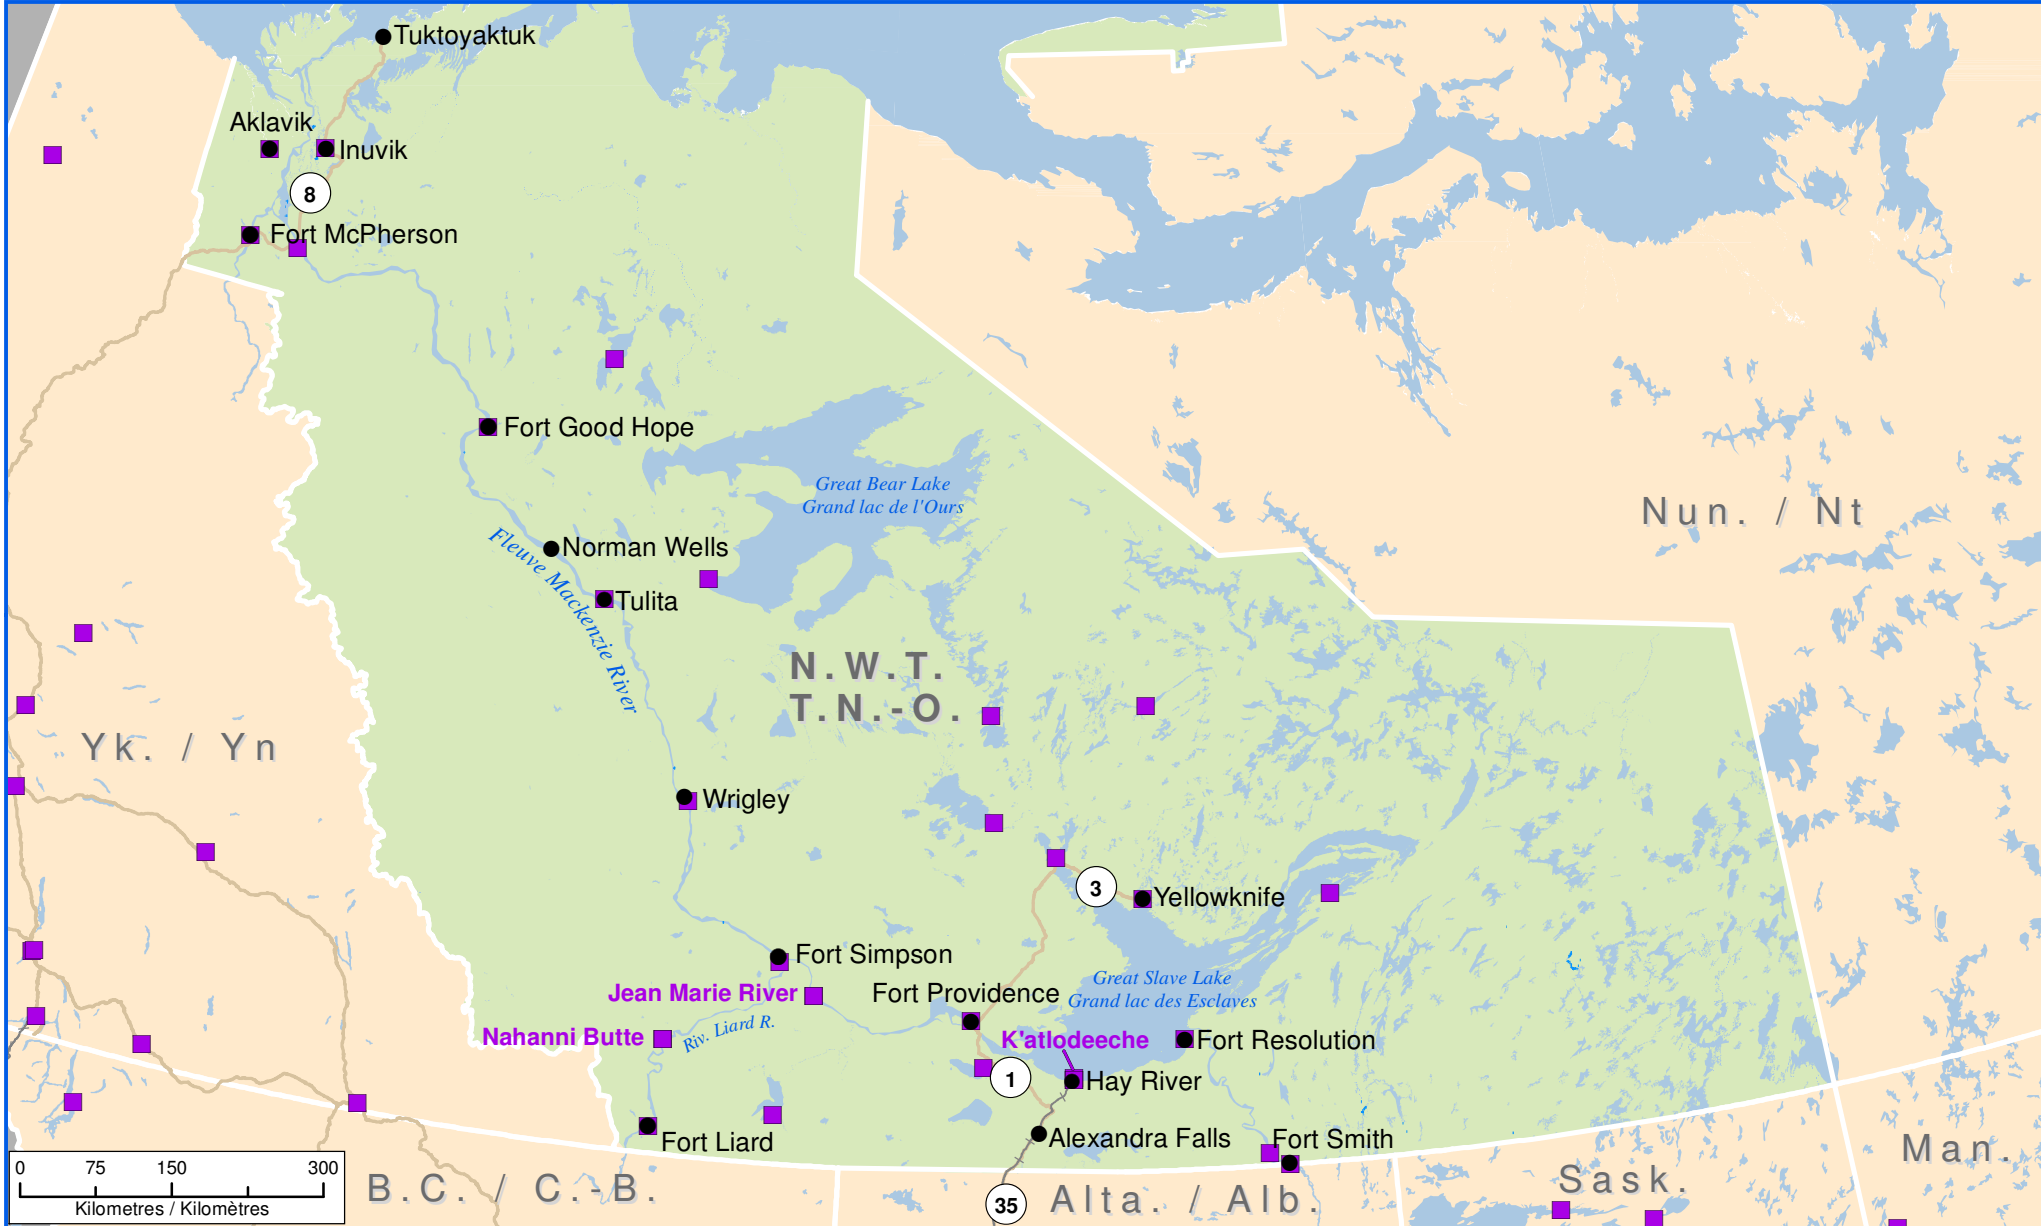 Tuktoyaktuk
Aklavik
Inuvik
8
Fort McPherson
Fort Good Hope
Great Bear Lake
Grand lac de l'Ours
Nun. / Nt
Norman Wells
Fleuve Mackenzie River
Tulita
N.W.T.
T.N.-O.
Yk. / Yn
Wrigley
3
Yellowknife
Fort Simpson
Great Slave Lake
Grand lac des Esclaves
Jean Marie River
Fort Providence
Riv. Liard R.
Nahanni Butte
K'atlodeeche
Fort Resolution
1
Hay River
Fort Liard
Alexandra Falls
Fort Smith
Man.
0 75 150 300
Kilometres / Kilomètres
B.C. / C.-B.
35
Alta. / Alb.
Sask.